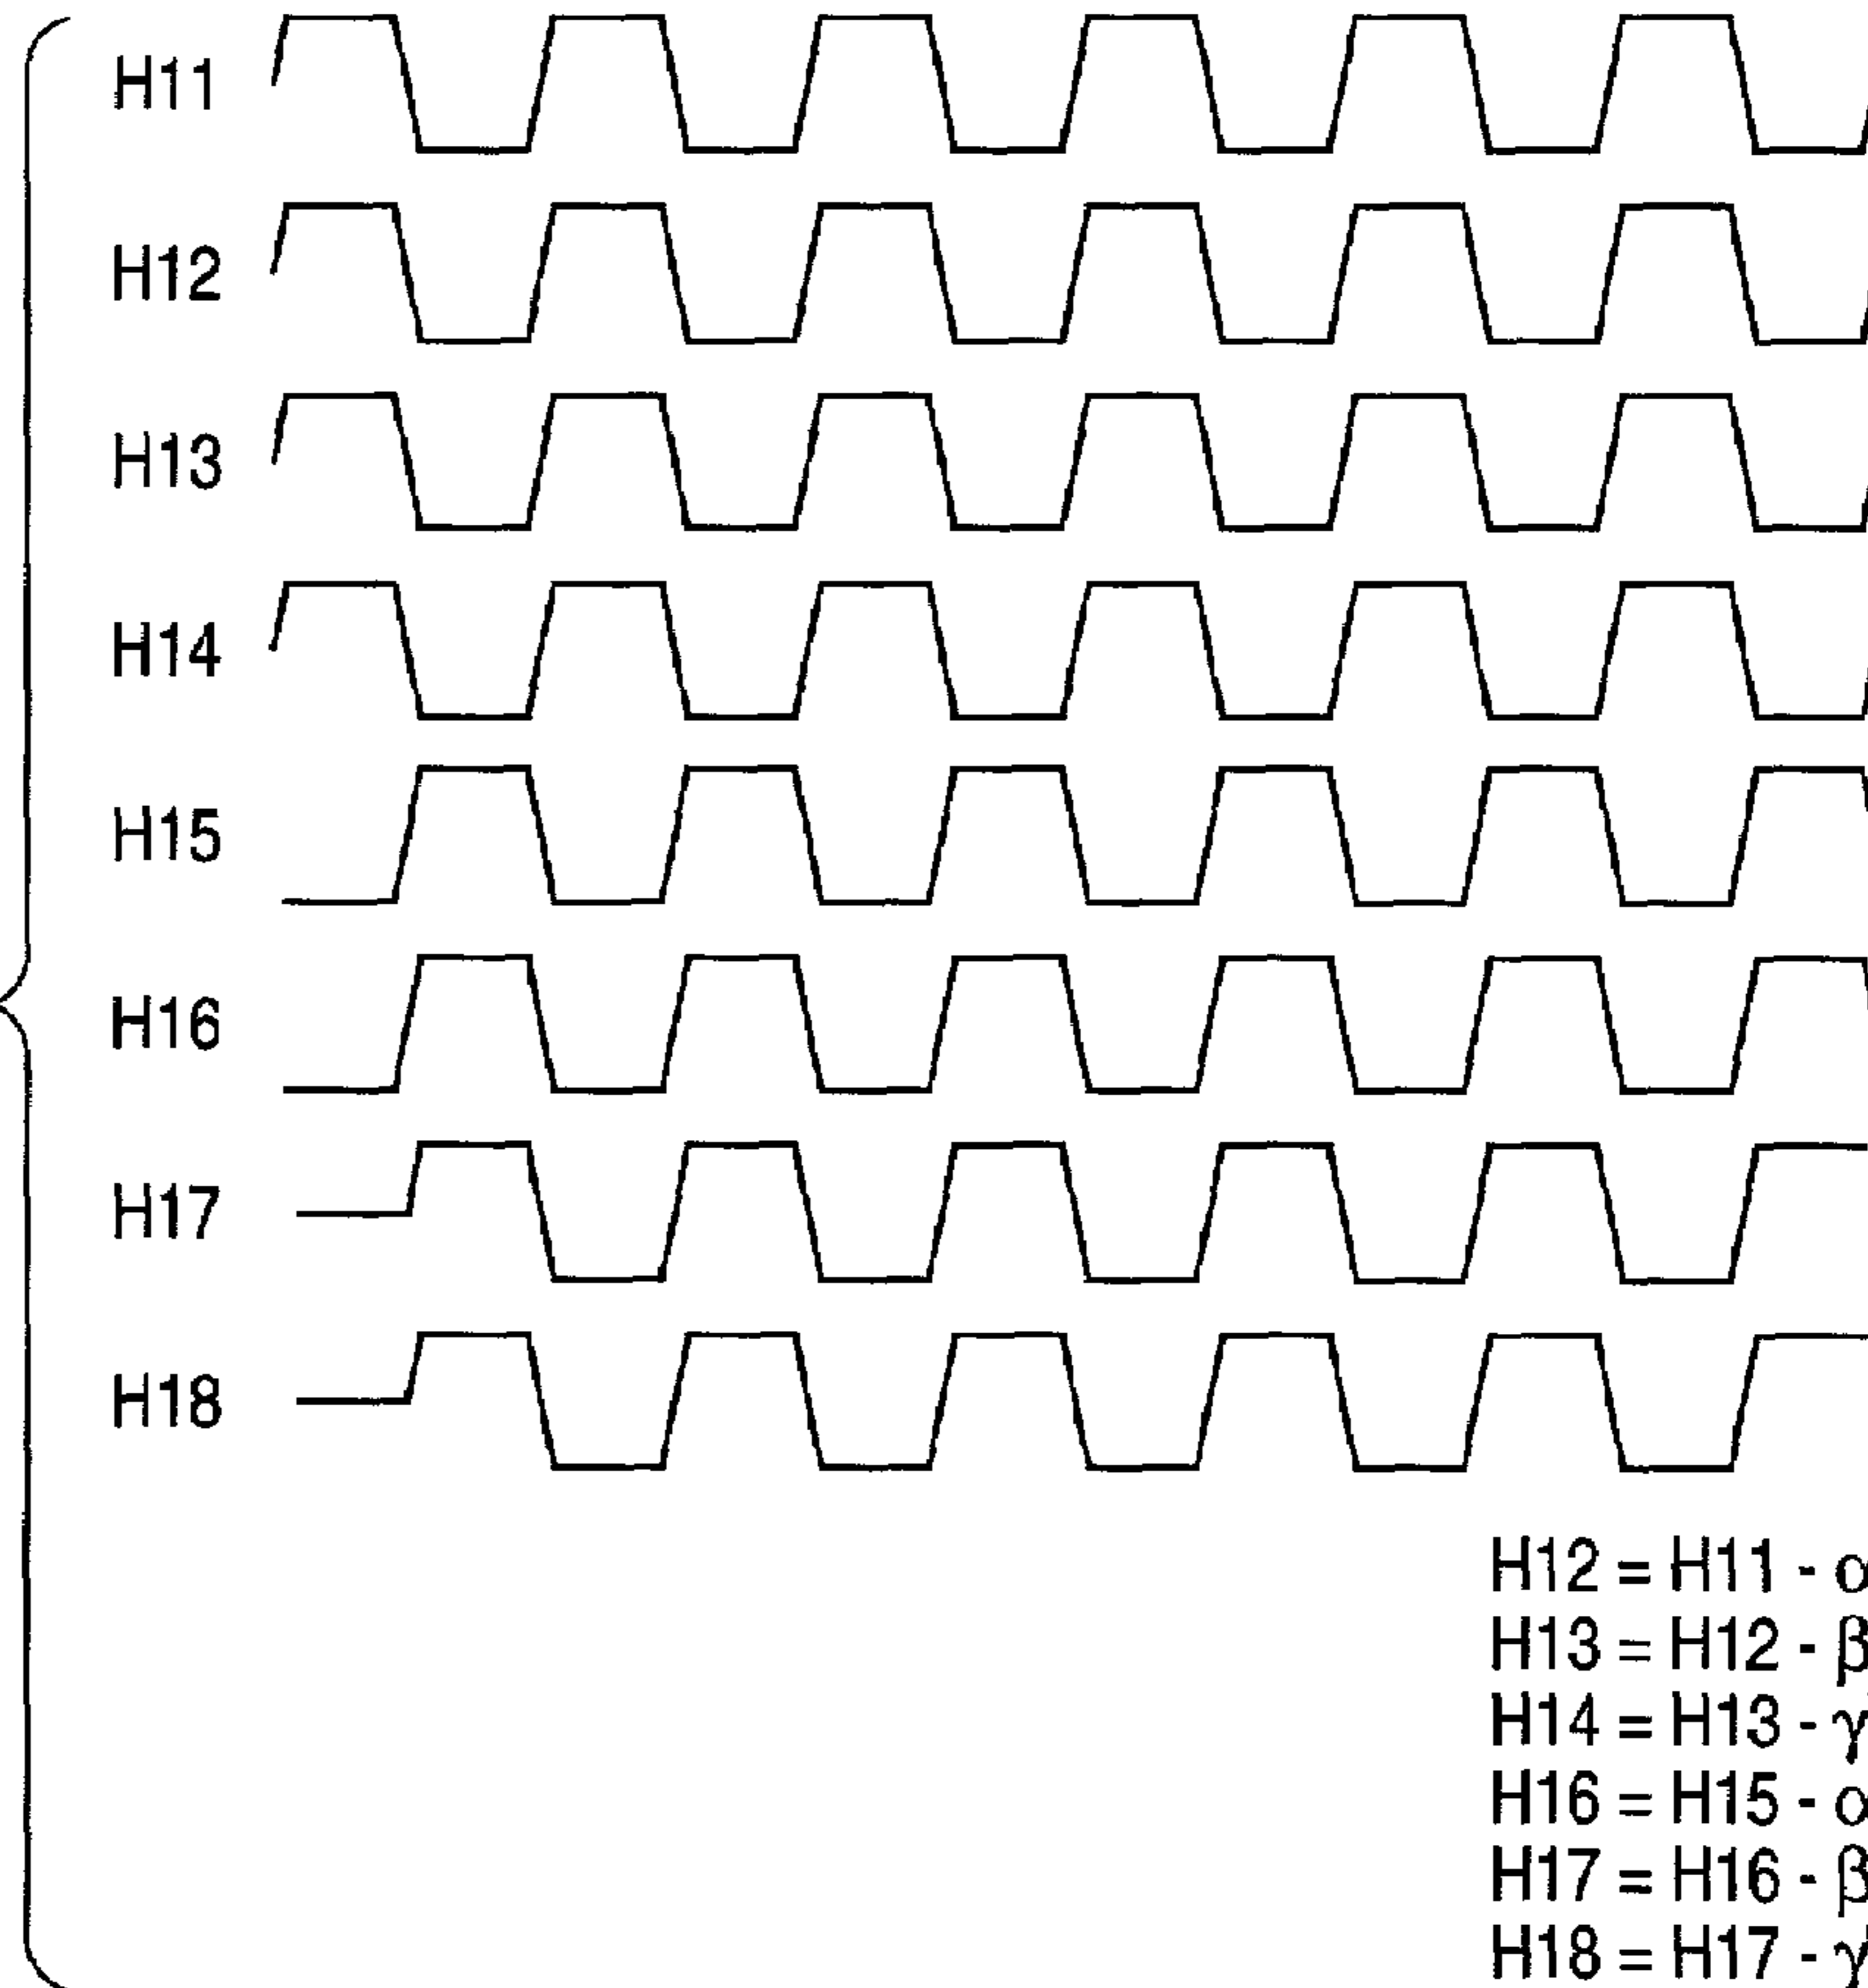 H11
H12
H13
H14
H15
H16
H17
H18
H12 = H11 - α
H13 = H12 - β
H14 = H13 - γ
H16 = H15 - α
H17 = H16 - β
H18 = H17 - γ